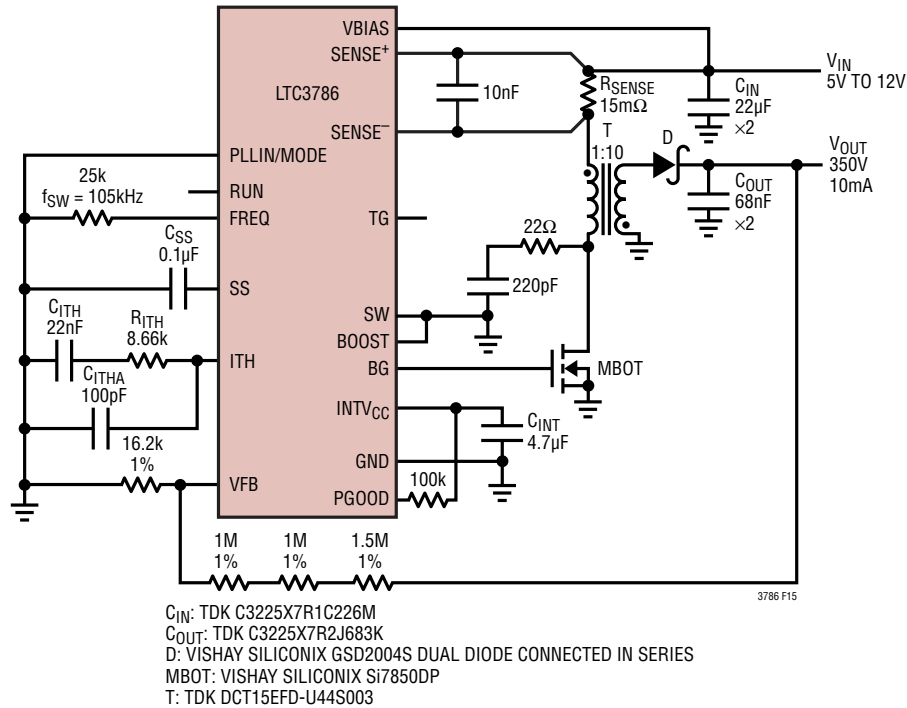 VBIAS
SENSE+
LTC3786
10nF
RSENSE
15mΩ
VIN
5V TO 12V
CIN
22µF
×2
SENSE–
T
1:10
D
VOUT
350V
10mA
PLLIN/MODE
25k
fSW = 105kHz
RUN
FREQ
TG
COUT
68nF
×2
CSS
0.1µF
22Ω
SS
220pF
CITH
22nF
RITH
8.66k
SW
BOOST
ITH
BG
MBOT
CITHA
100pF
INTVCC
CINT
4.7µF
16.2k
1%
GND
VFB
100k
PGOOD
1M
1%
1M
1%
1.5M
1%
3786 F15
CIN: TDK C3225X7R1C226M
COUT: TDK C3225X7R2J683K
D: VISHAY SILICONIX GSD2004S DUAL DIODE CONNECTED IN SERIES
MBOT: VISHAY SILICONIX Si7850DP
T: TDK DCT15EFD-U44S003